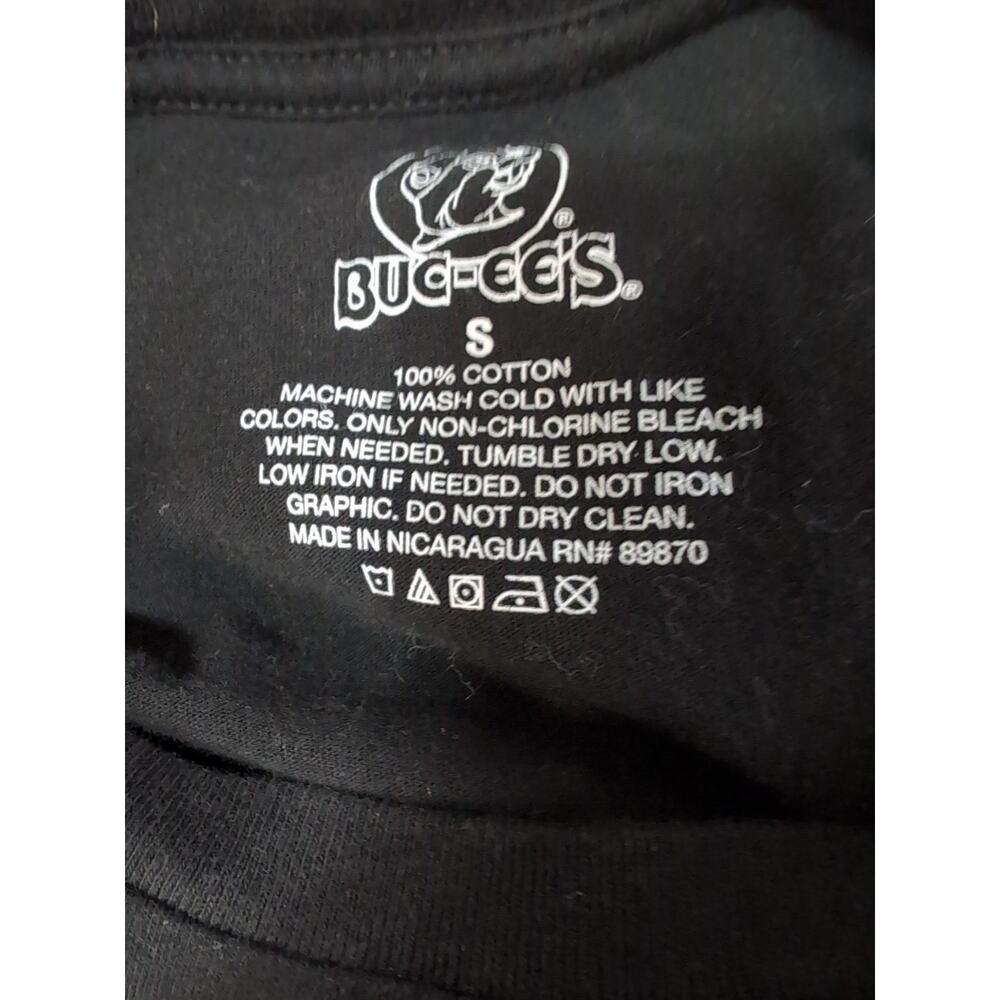 ®
BUC-EE'S®
S
100% COTTON
MACHINE WASH COLD WITH LIKE
COLORS. ONLY NON-CHLORINE BLEACH
WHEN NEEDED. TUMBLE DRY LOW.
LOW IRON IF NEEDED. DO NOT IRON
GRAPHIC. DO NOT DRY CLEAN.
MADE IN NICARAGUA RN# 89870